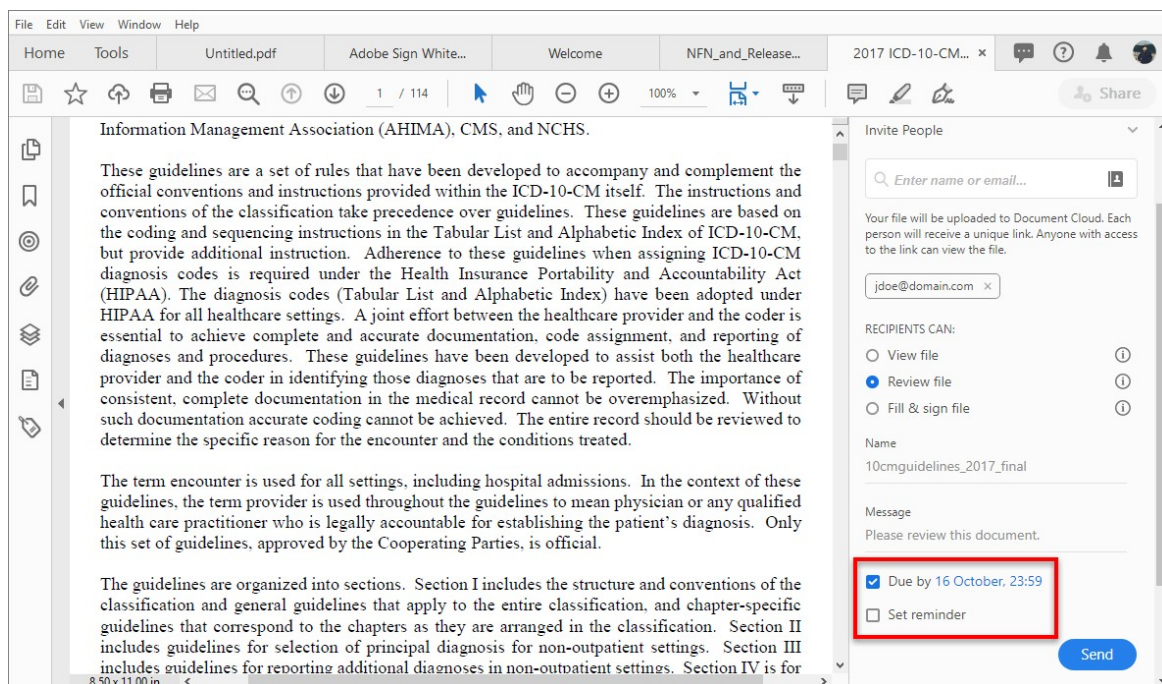 File Edit View Window Help
Home Tools Untitled.pdf Adobe Sign White... Welcome NFN_and_Release... 2017 ICD-10-CM... ×
1 / 114 100% Share
Information Management Association (AHIMA), CMS, and NCHS.
These guidelines are a set of rules that have been developed to accompany and complement the
official conventions and instructions provided within the ICD-10-CM itself. The instructions and
conventions of the classification take precedence over guidelines. These guidelines are based on
the coding and sequencing instructions in the Tabular List and Alphabetic Index of ICD-10-CM,
but provide additional instruction. Adherence to these guidelines when assigning ICD-10-CM
diagnosis codes is required under the Health Insurance Portability and Accountability Act
(HIPAA). The diagnosis codes (Tabular List and Alphabetic Index) have been adopted under
HIPAA for all healthcare settings. A joint effort between the healthcare provider and the coder is
essential to achieve complete and accurate documentation, code assignment, and reporting of
diagnoses and procedures. These guidelines have been developed to assist both the healthcare
provider and the coder in identifying those diagnoses that are to be reported. The importance of
consistent, complete documentation in the medical record cannot be overemphasized. Without
such documentation accurate coding cannot be achieved. The entire record should be reviewed to
determine the specific reason for the encounter and the conditions treated.
The term encounter is used for all settings, including hospital admissions. In the context of these
guidelines, the term provider is used throughout the guidelines to mean physician or any qualified
health care practitioner who is legally accountable for establishing the patient's diagnosis. Only
this set of guidelines, approved by the Cooperating Parties, is official.
The guidelines are organized into sections. Section I includes the structure and conventions of the
classification and general guidelines that apply to the entire classification, and chapter-specific
guidelines that correspond to the chapters as they are arranged in the classification. Section II
includes guidelines for selection of principal diagnosis for non-outpatient settings. Section III
includes guidelines for reporting additional diagnoses in non-outpatient settings. Section IV is for
8.50 x 11.00 in
Invite People
Enter name or email...
Your file will be uploaded to Document Cloud. Each
person will receive a unique link. Anyone with access
to the link can view the file.
jdoe@domain.com ×
RECIPIENTS CAN:
View file
Review file
Fill & sign file
Name
10cmguidelines_2017_final
Message
Please review this document.
Due by 16 October, 23:59
Set reminder
Send